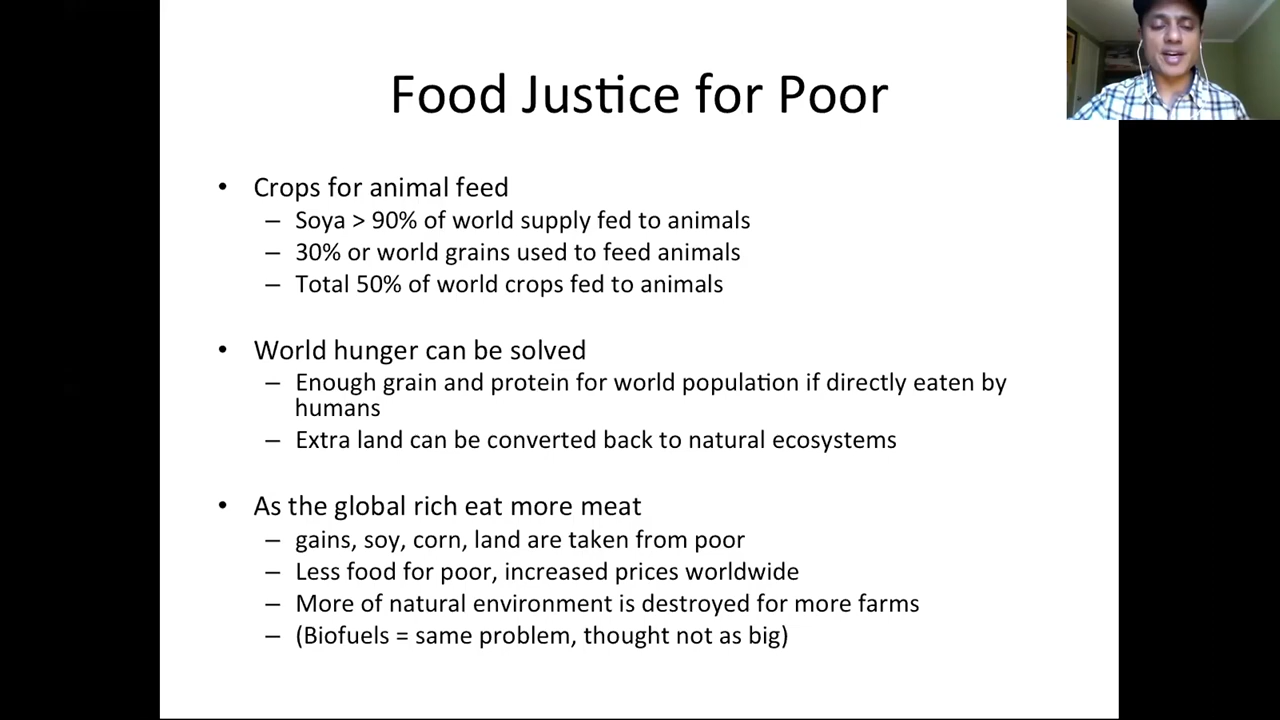 Food Justice for Poor
• Crops for animal feed
– Soya > 90% of world supply fed to animals
– 30% or world grains used to feed animals
– Total 50% of world crops fed to animals
• World hunger can be solved
– Enough grain and protein for world population if directly eaten by
humans
– Extra land can be converted back to natural ecosystems
• As the global rich eat more meat
– gains, soy, corn, land are taken from poor
– Less food for poor, increased prices worldwide
– More of natural environment is destroyed for more farms
– (Biofuels = same problem, thought not as big)